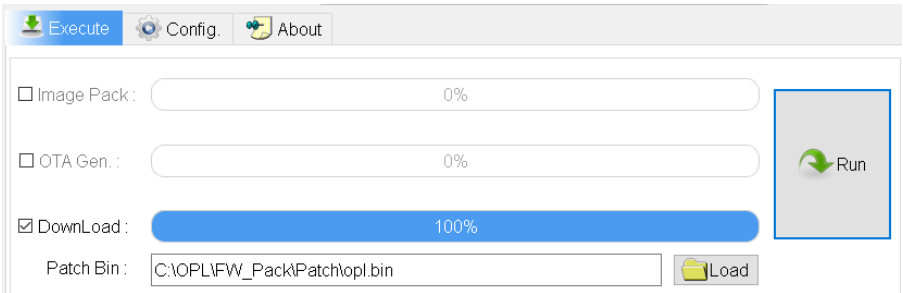 Execute Config. About
Image Pack : 0%
OTA Gen. : 0%
Run
DownLoad : 100%
Patch Bin : C:\OPL\FW_Pack\Patch\opl.bin Load